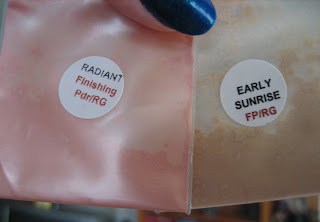 RADIANT
Finishing
Pdr/RG
EARLY
SUNRISE
FP/RG